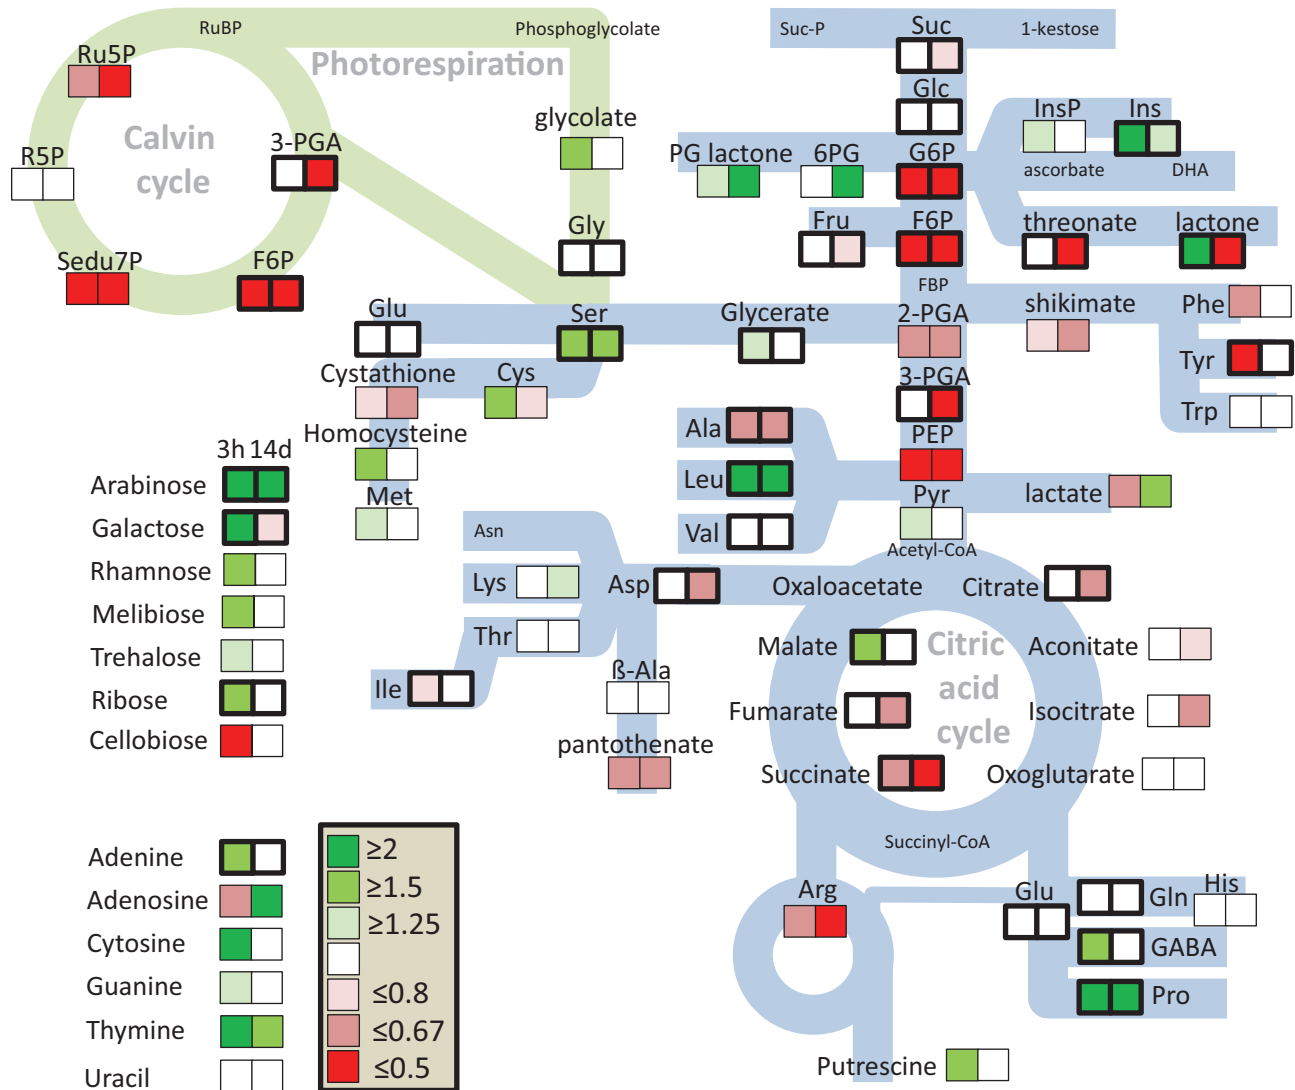 RuBP
Phosphoglycolate
Suc-P
Suc
1-kestose
Ru5P
Photorespiration
Glc
glycolate
InsP
Ins
Calvin
cycle
3-PGA
R5P
PG lactone
6PG
G6P
ascorbate
DHA
Gly
Fru
F6P
threonate
lactone
Sedu7P
F6P
FBP
Glu
Ser
Glycerate
2-PGA
shikimate
Phe
Cystathione
Cys
3-PGA
Tyr
Trp
Homocysteine
Ala
PEP
3h 14d
Arabinose
Leu
Pyr
lactate
Met
Galactose
Asn
Val
Acetyl-CoA
Rhamnose
Lys
Asp
Oxaloacetate
Citrate
Melibiose
Thr
Malate
Citric
acid
cycle
Aconitate
Trehalose
ß-Ala
Ribose
Ile
Fumarate
Isocitrate
Cellobiose
pantothenate
Succinate
Oxoglutarate
Succinyl-CoA
Adenine
≥2
Adenosine
≥1.5
Arg
Glu
Gln
His
Cytosine
≥1.25
GABA
Guanine
≤0.8
Pro
Thymine
≤0.67
Uracil
≤0.5
Putrescine